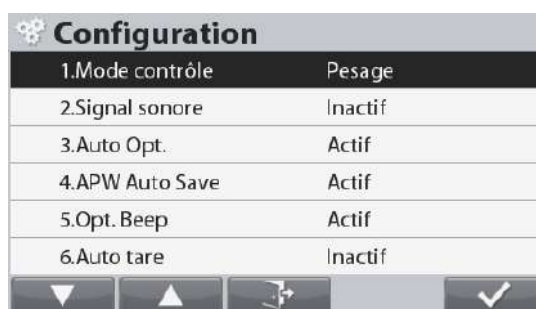 Configuration
1.Mode contrôle Pesage
2.Signal sonore Inactif
3.Auto Opt. Actif
4.APW Auto Save Actif
5.Opt. Beep Actif
6.Auto tare Inactif